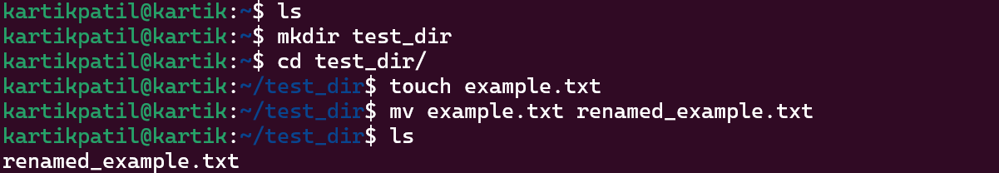 kartikpatil@kartik:~$ ls
kartikpatil@kartik:~$ mkdir test_dir
kartikpatil@kartik:~$ cd test_dir/
kartikpatil@kartik:~/test_dir$ touch example.txt
kartikpatil@kartik:~/test_dir$ mv example.txt renamed_example.txt
kartikpatil@kartik:~/test_dir$ ls
renamed_example.txt